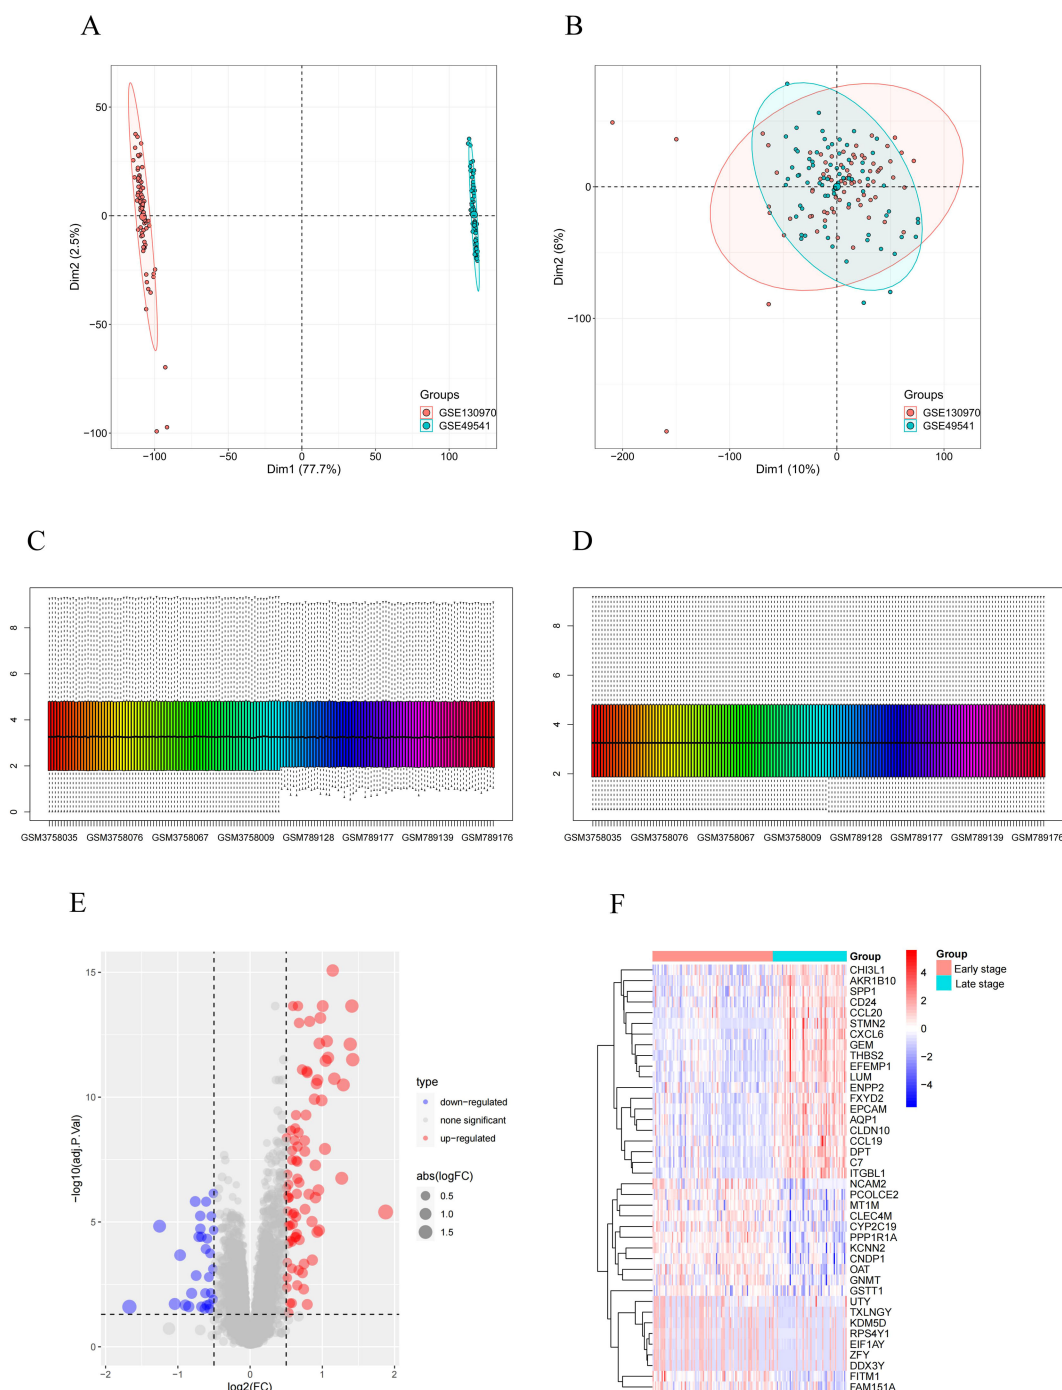 A
50
0
−50
−100
Dim2 (2.5%)
−100
−50
0
50
100
Dim1 (77.7%)
Groups
GSE130970
GSE49541
B
0
−100
Dim2 (6%)
−200
−100
0
100
Dim1 (10%)
Groups
GSE130970
GSE49541
C
8
6
4
2
0
GSM3758035 GSM3758076 GSM3758067 GSM3758009 GSM789128 GSM789177 GSM789139 GSM789176
D
8
6
4
2
GSM3758035 GSM3758076 GSM3758067 GSM3758009 GSM789128 GSM789177 GSM789139 GSM789176
E
15
10
5
0
−log10(adj.P.Val)
−2
−1
0
1
2
log2(FC)
type
down−regulated
none significant
up−regulated
abs(logFC)
0.5
1.0
1.5
F
Group
CHI3L1
AKR1B10
SPP1
CD24
CCL20
STMN2
CXCL6
GEM
THBS2
EFEMP1
LUM
ENPP2
FXYD2
EPCAM
AQP1
CLDN10
CCL19
DPT
C7
ITGBL1
NCAM2
PCOLCE2
MT1M
CLEC4M
CYP2C19
PPP1R1A
KCNN2
CNDP1
OAT
GNMT
GSTT1
UTY
TXLNGY
KDM5D
RPS4Y1
EIF1AY
ZFY
DDX3Y
FITM1
FAM151A
4
2
0
−2
−4
Group
Early stage
Late stage